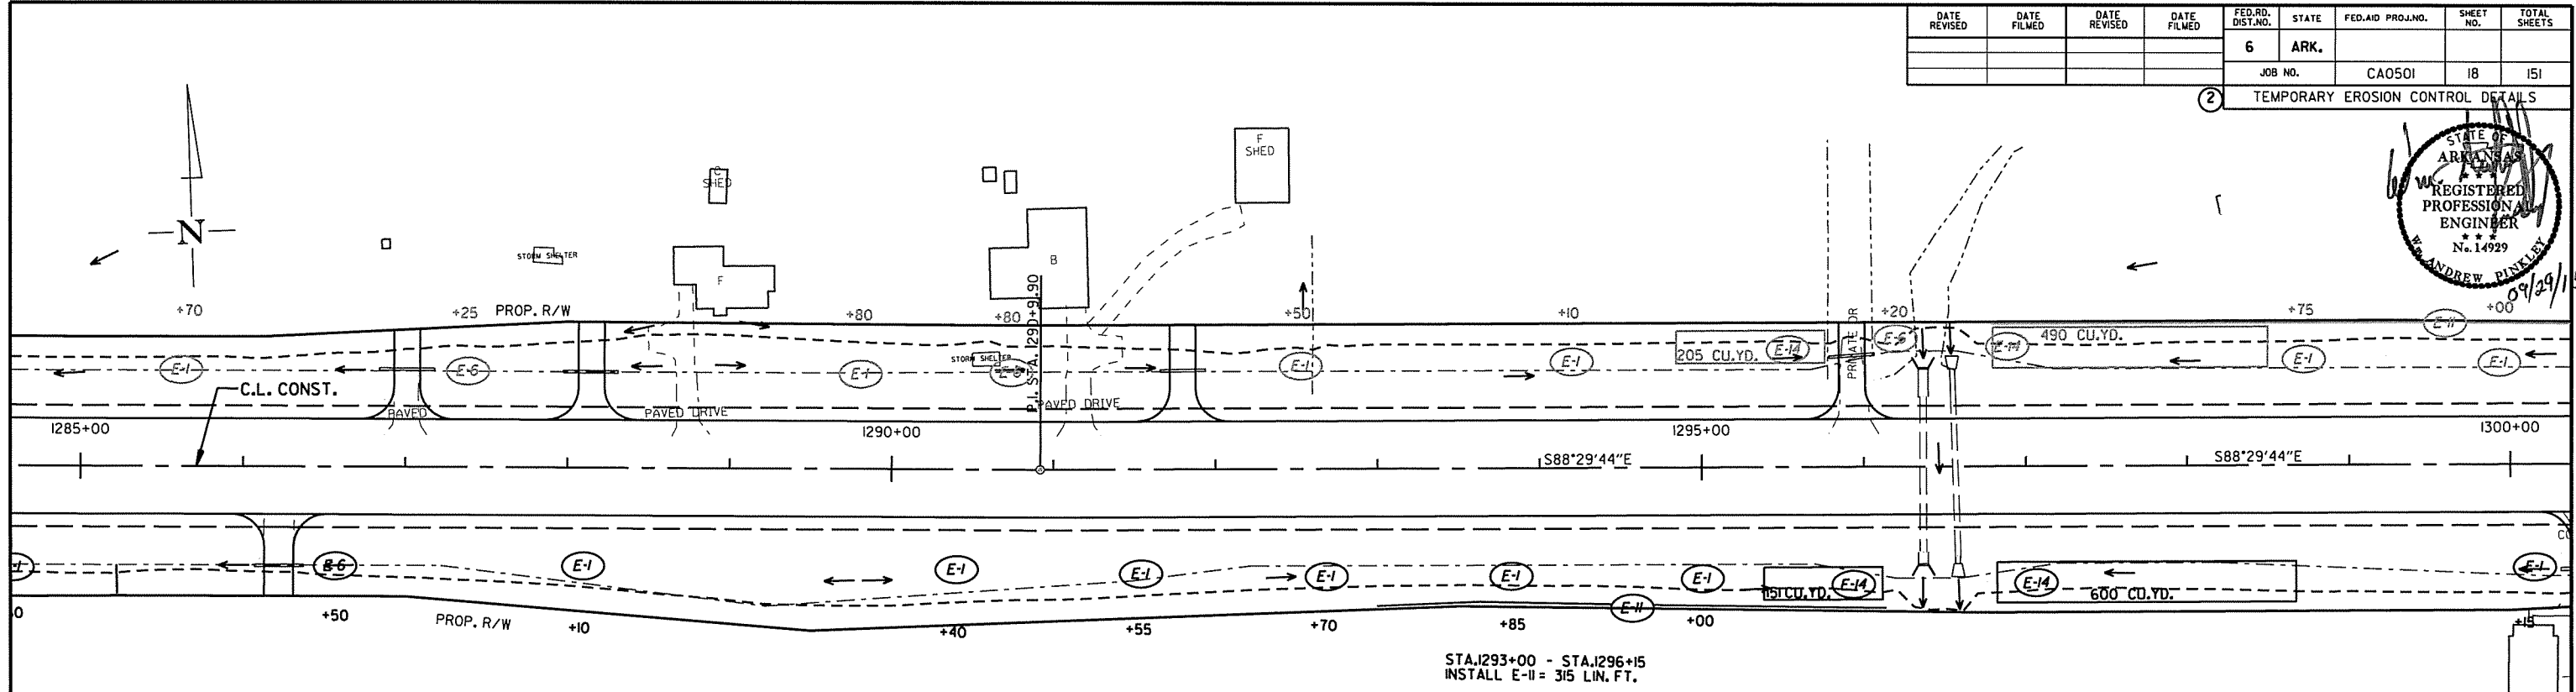 DATE REVISED
DATE FILMED
DATE REVISED
DATE FILMED
FED.RD. DIST.NO.
STATE
FED.AID PROJ.NO.
SHEET NO.
TOTAL SHEETS
6
ARK.
JOB NO.
CA0501
18
151
2
TEMPORARY EROSION CONTROL DETAILS
STATE OF
ARKANSAS
★ ★ ★
REGISTERED
PROFESSIONAL
ENGINEER
★ ★ ★
No. 14929
Wm. ANDREW PINKLEY
N
C
SHED
STORM SHELTER
F
B
F
SHED
+70
+25
PROP. R/W
+80
+80
+50
+10
+20
+75
+00
P.I. STA. 1290+91.90
E-1
E-6
STORM SHELTER
E-1
E-6
E-1
E-1
205 CU.YD.
E-14
PRIVATE DR
E-6
E-14
490 CU.YD.
E-1
E-11
E-1
C.L. CONST.
PAVED
PAVED DRIVE
PAVED DRIVE
1285+00
1290+00
1295+00
1300+00
S88°29'44"E
S88°29'44"E
E-6
E-1
E-1
E-1
E-1
E-1
E-1
151 CU.YD.
E-14
E-14
600 CU.YD.
E-1
+50
PROP. R/W
+10
+40
+55
+70
+85
E-11
+00
+15
STA.1293+00 - STA.1296+15
INSTALL E-11 = 315 LIN. FT.